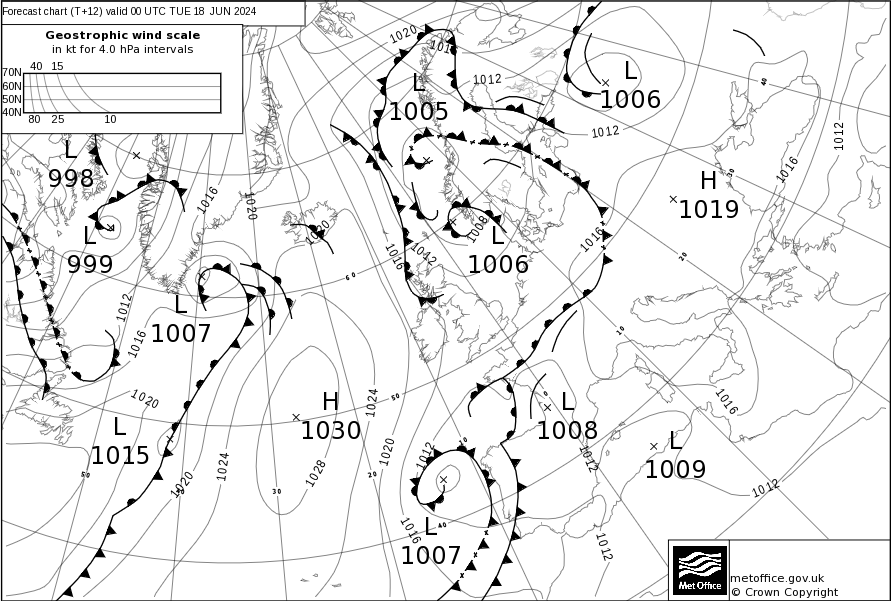 Forecast chart (T+12) valid 00 UTC TUE 18 JUN 2024
Geostrophic wind scale
in kt for 4.0 hPa intervals
40 15
70N
60N
50N
40N
80 25 10
1020
1012
L
1005
1012
L
1006
1012
40
1012
L
998
1016
1020
1020
H
1019
30
1016
L
999
1016
1012
1008
L
1006
1016
20
60
L
1007
1012
1016
10
1020
H
1030
1024
50
L
1008
0
1016
L
1015
1024
1028
1020
1012
10
1012
L
1009
50
1020
40
30
20
1012
1016
40
L
1007
1012
metoffice.gov.uk
© Crown Copyright
Met Office